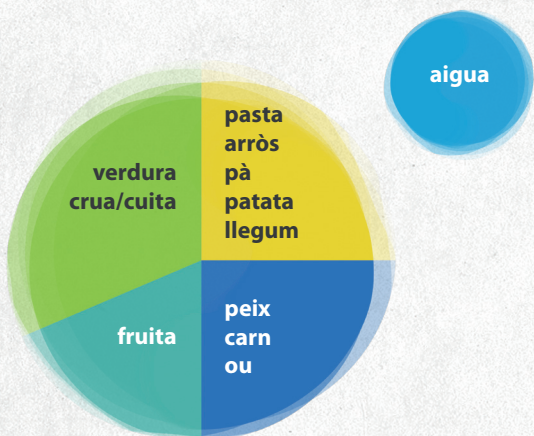 aigua
pasta
arròs
pà
patata
llegum
verdura
crua/cuita
fruita
peix
carn
ou